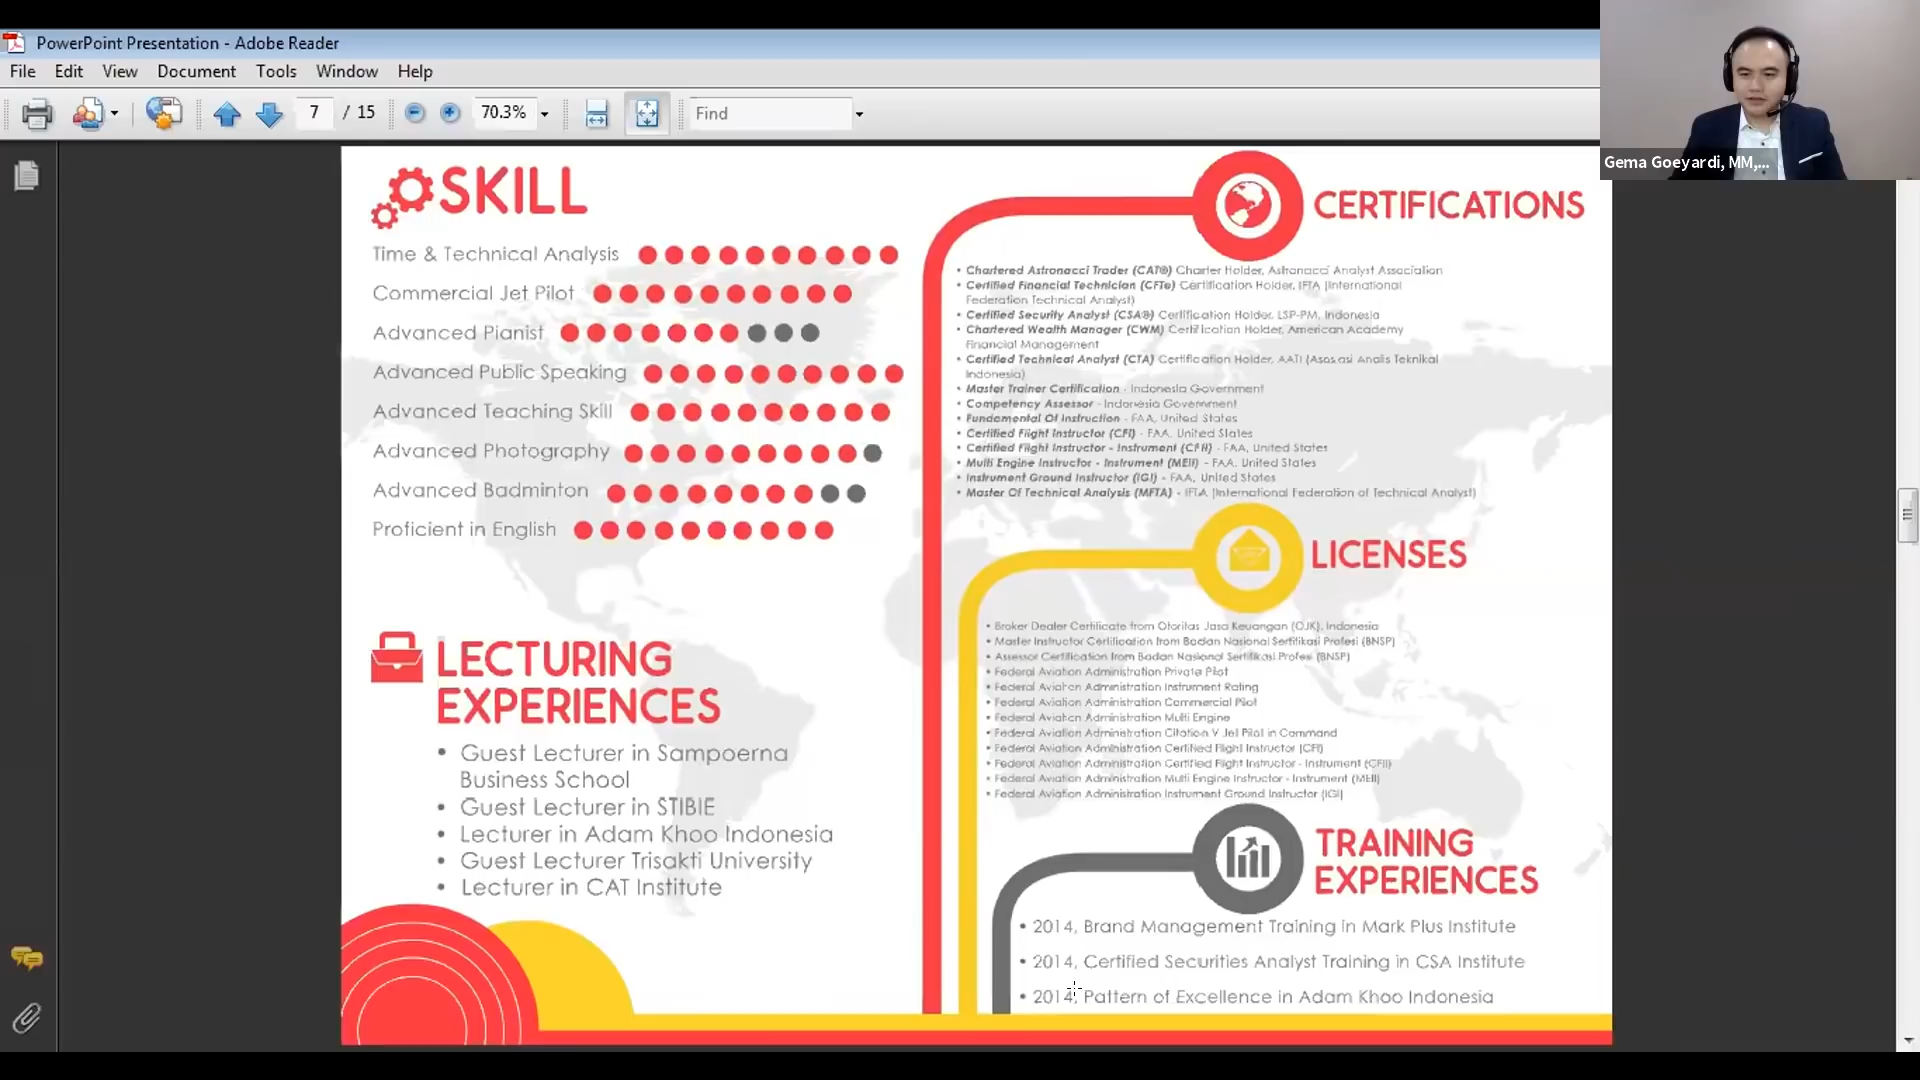 PowerPoint Presentation - Adobe Reader
File Edit View Document Tools Window Help
7 / 15 70.3% Find
Gema Goeyardi, MM,...
SKILL
Time & Technical Analysis
Commercial Jet Pilot
Advanced Pianist
Advanced Public Speaking
Advanced Teaching Skill
Advanced Photography
Advanced Badminton
Proficient in English
LECTURING
EXPERIENCES
• Guest Lecturer in Sampoerna
Business School
• Guest Lecturer in STIBIE
• Lecturer in Adam Khoo Indonesia
• Guest Lecturer Trisakti University
• Lecturer in CAT Institute
CERTIFICATIONS
• Chartered Astronacci Trader (CAT®) Charter Holder, Astronacci Analyst Association
• Certified Financial Technician (CFTe) Certification Holder, IFTA (International
Federation Technical Analyst)
• Certified Security Analyst (CSA®) Certification Holder, LSP-PM, Indonesia
• Chartered Wealth Manager (CWM) Certification Holder, American Academy
Financial Management
• Certified Technical Analyst (CTA) Certification Holder, AATI (Asosiasi Analis Teknikal
Indonesia)
• Master Trainer Certification - Indonesia Government
• Competency Assessor - Indonesia Government
• Fundamental Of Instruction - FAA, United States
• Certified Flight Instructor (CFI) - FAA, United States
• Certified Flight Instructor - Instrument (CFII) - FAA, United States
• Multi Engine Instructor - Instrument (MEII) - FAA, United States
• Instrument Ground Instructor (IGI) - FAA, United States
• Master Of Technical Analysis (MFTA) - IFTA (International Federation of Technical Analyst)
LICENSES
• Broker Dealer Certificate from Otoritas Jasa Keuangan (OJK), Indonesia
• Master Instructor Certification from Badan Nasional Sertifikasi Profesi (BNSP)
• Assessor Certification from Badan Nasional Sertifikasi Profesi (BNSP)
• Federal Aviation Administration Private Pilot
• Federal Aviation Administration Instrument Rating
• Federal Aviation Administration Commercial Pilot
• Federal Aviation Administration Multi Engine
• Federal Aviation Administration Citation V Jet Pilot in Command
• Federal Aviation Administration Certified Flight Instructor (CFI)
• Federal Aviation Administration Certified Flight Instructor - Instrument (CFII)
• Federal Aviation Administration Multi Engine Instructor - Instrument (MEII)
• Federal Aviation Administration Instrument Ground Instructor (IGI)
TRAINING
EXPERIENCES
• 2014, Brand Management Training in Mark Plus Institute
• 2014, Certified Securities Analyst Training in CSA Institute
• 2014, Pattern of Excellence in Adam Khoo Indonesia